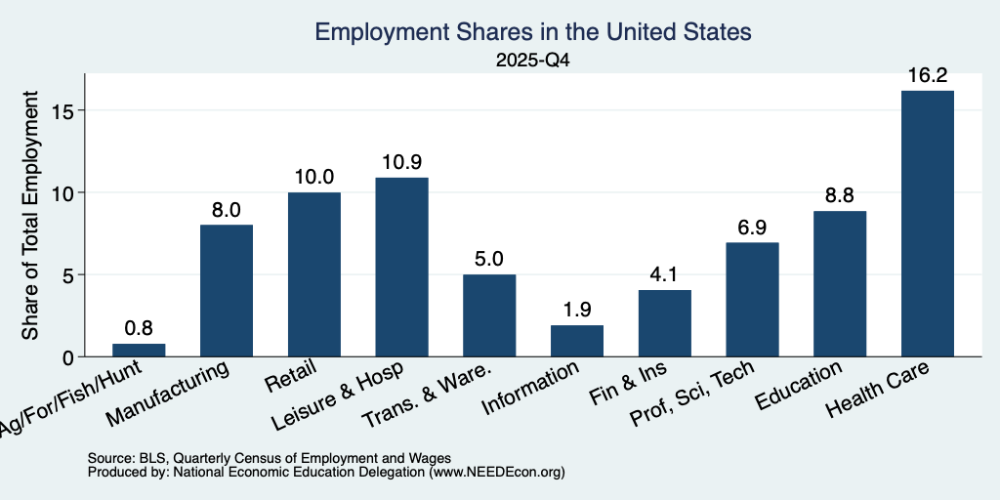 Employment Shares in the United States
2025-Q4
Share of Total Employment
15
10
5
0
0.8
8.0
10.0
10.9
5.0
1.9
4.1
6.9
8.8
16.2
Ag/For/Fish/Hunt
Manufacturing
Retail
Leisure & Hosp
Trans. & Ware.
Information
Fin & Ins
Prof, Sci, Tech
Education
Health Care
Source: BLS, Quarterly Census of Employment and Wages
Produced by: National Economic Education Delegation (www.NEEDEcon.org)